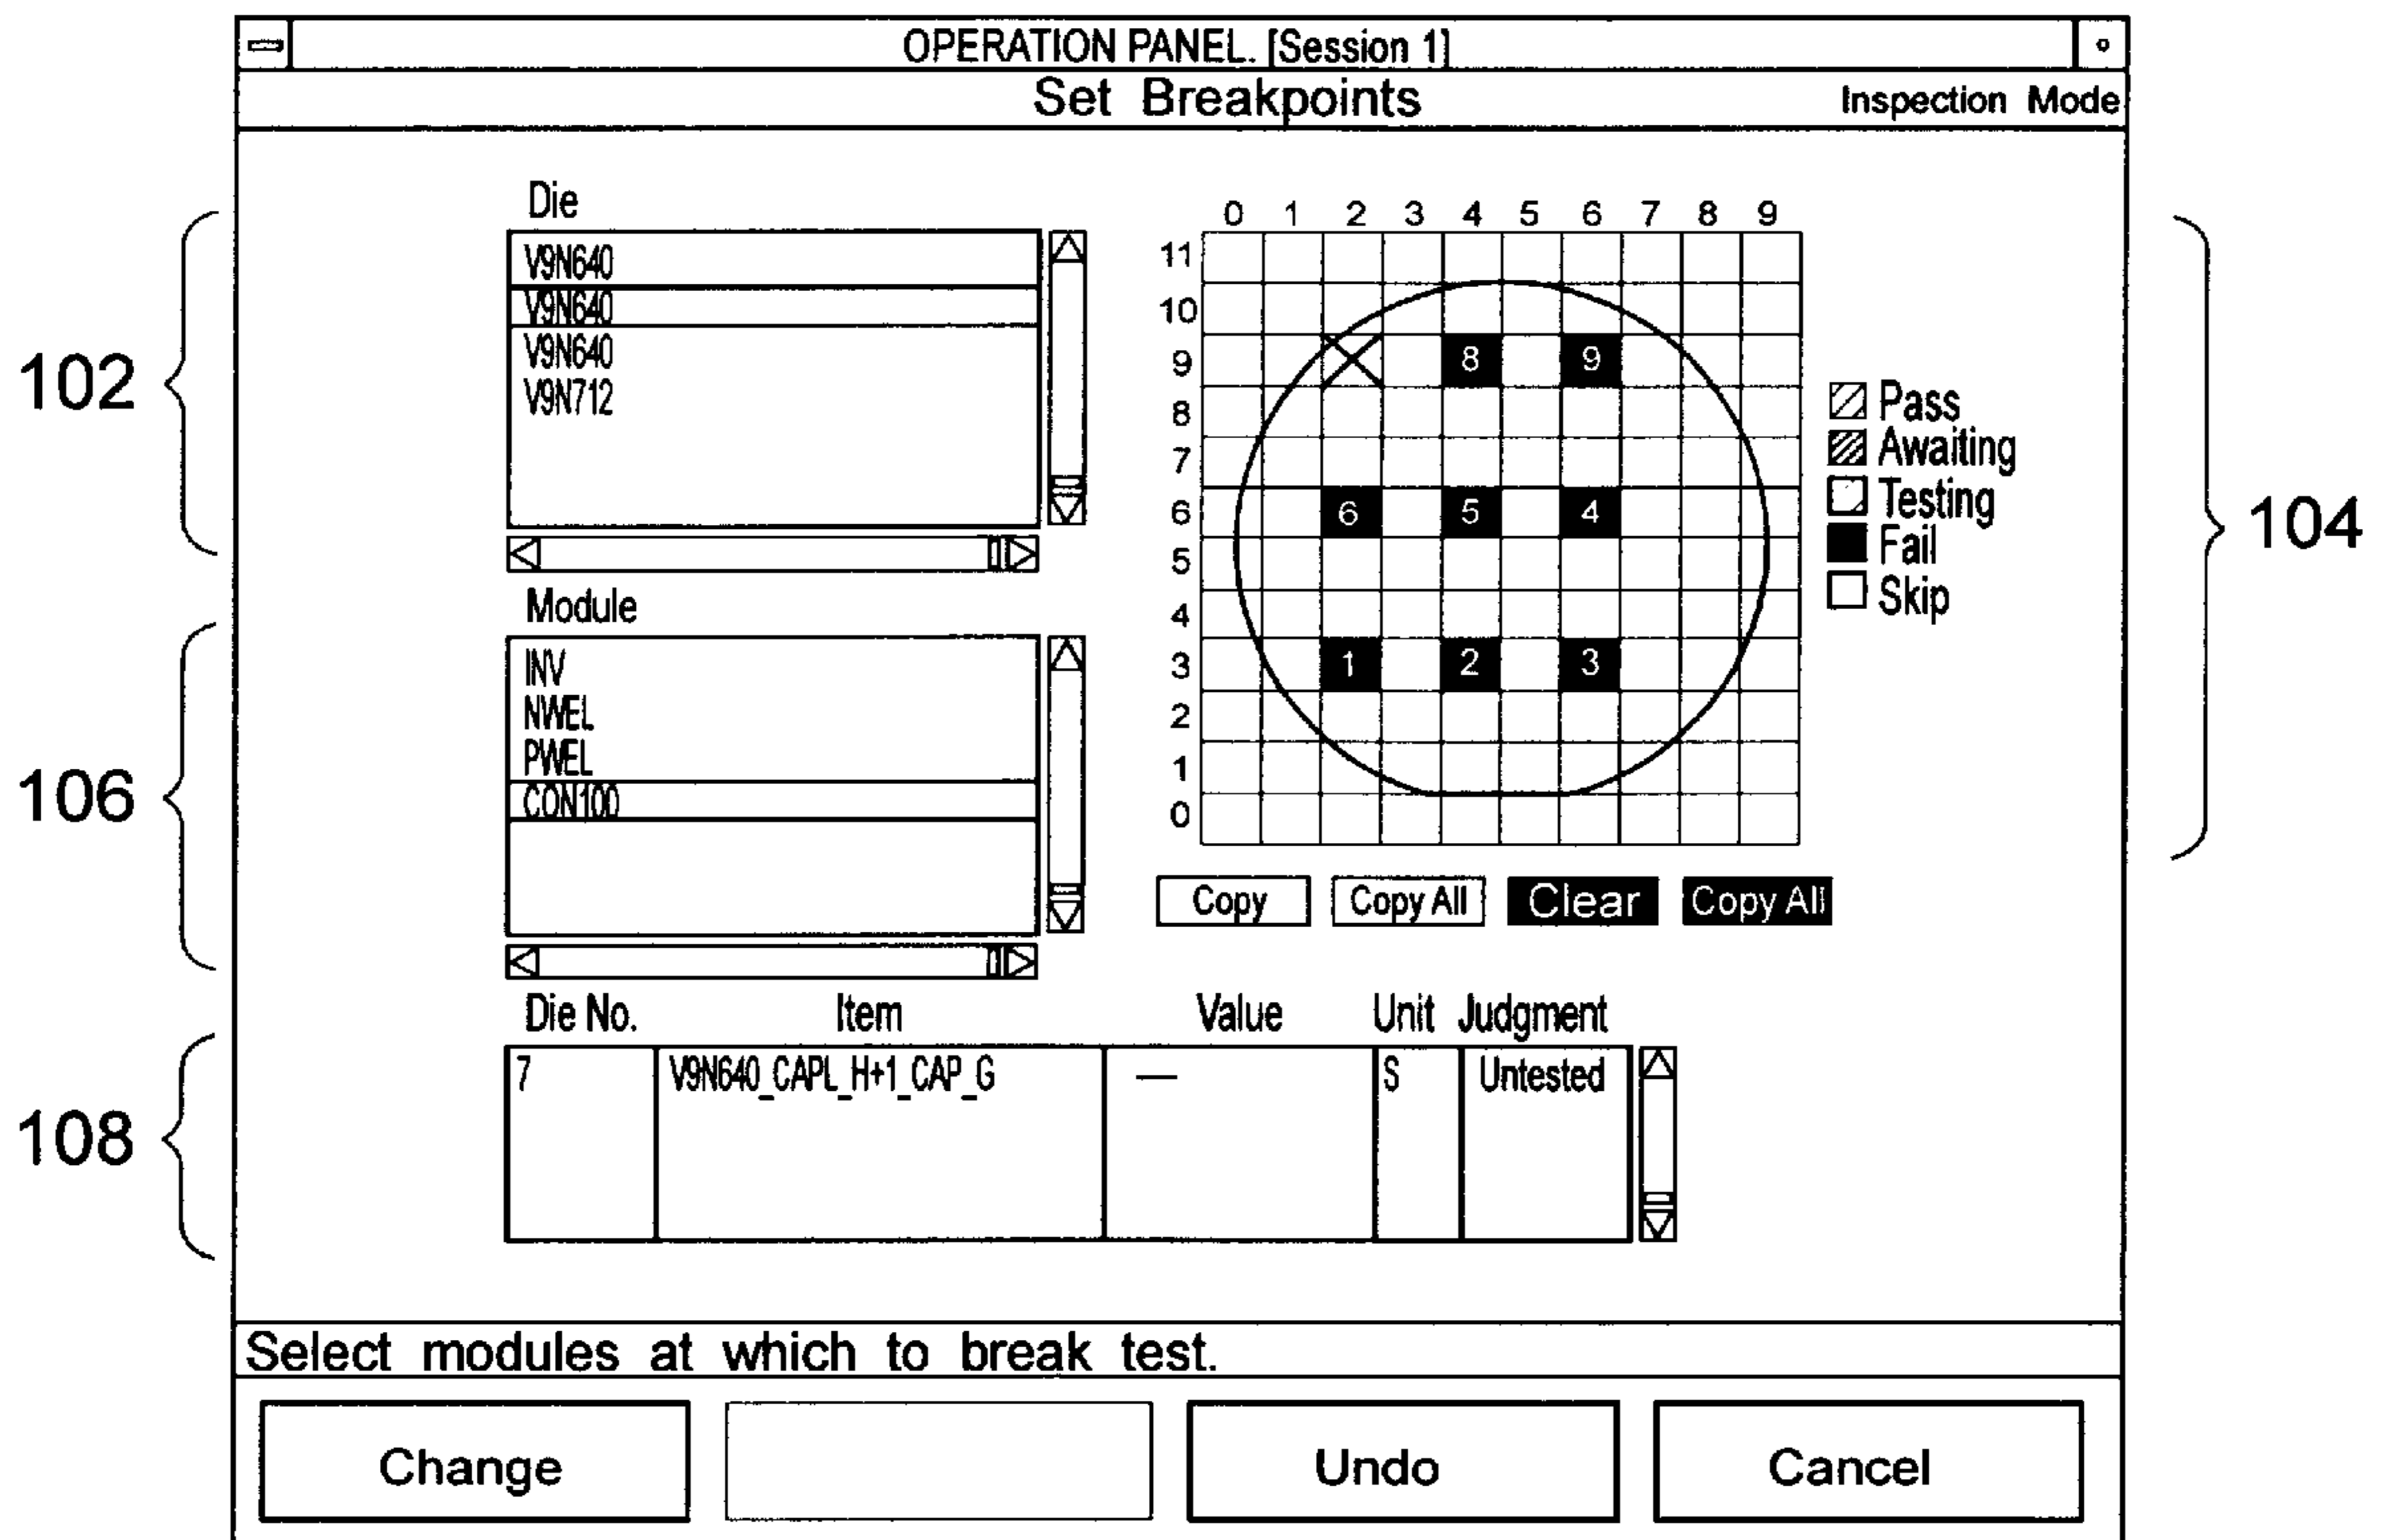 OPERATION PANEL. [Session 1]
Set Breakpoints Inspection Mode
102
Die
V9N640
V9N640
V9N640
V9N712
0 1 2 3 4 5 6 7 8 9
11
10
9 8 9
8
7
6 6 5 4
5
4
3 1 2 3
2
1
0
Pass
Awaiting
Testing
Fail
Skip
104
Copy Copy All Clear Copy All
106
Module
INV
NWEL
PWEL
CON100
108
Die No. Item Value Unit Judgment
7 V9N640_CAPL_H+1_CAP_G — S Untested
Select modules at which to break test.
Change Undo Cancel